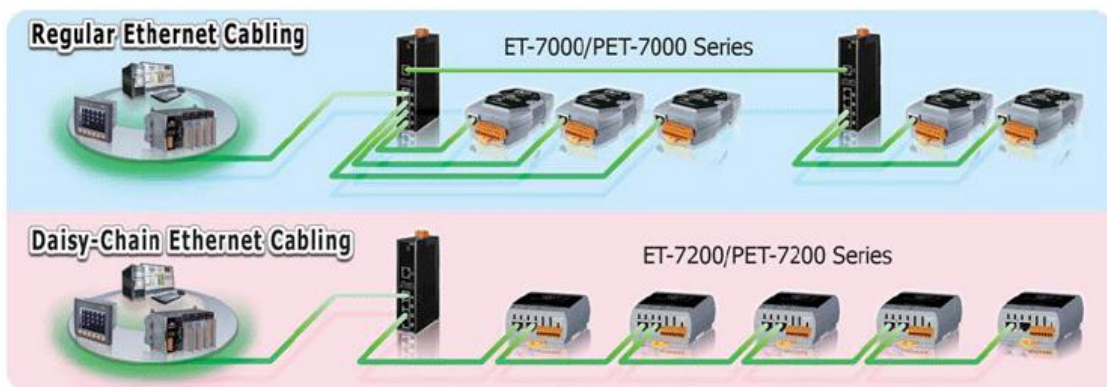 Regular Ethernet Cabling
ET-7000/PET-7000 Series
Daisy-Chain Ethernet Cabling
ET-7200/PET-7200 Series